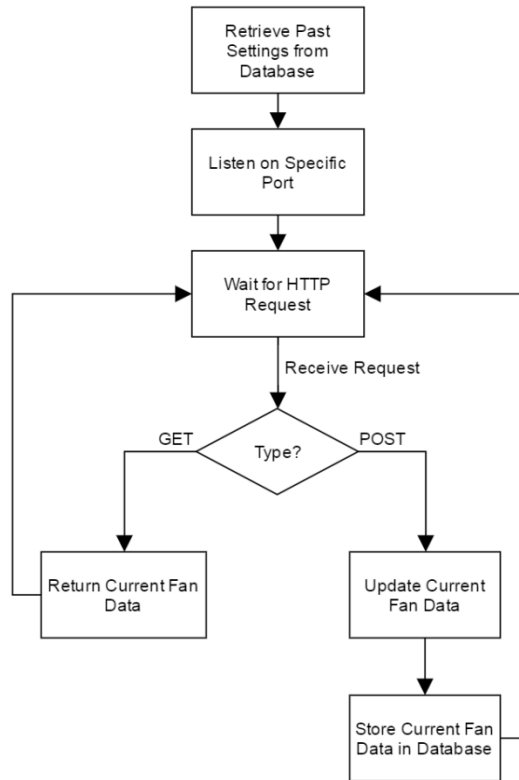 Retrieve Past
Settings from
Database
Listen on Specific
Port
Wait for HTTP
Request
Receive Request
GET
Type?
POST
Return Current Fan
Data
Update Current
Fan Data
Store Current Fan
Data in Database